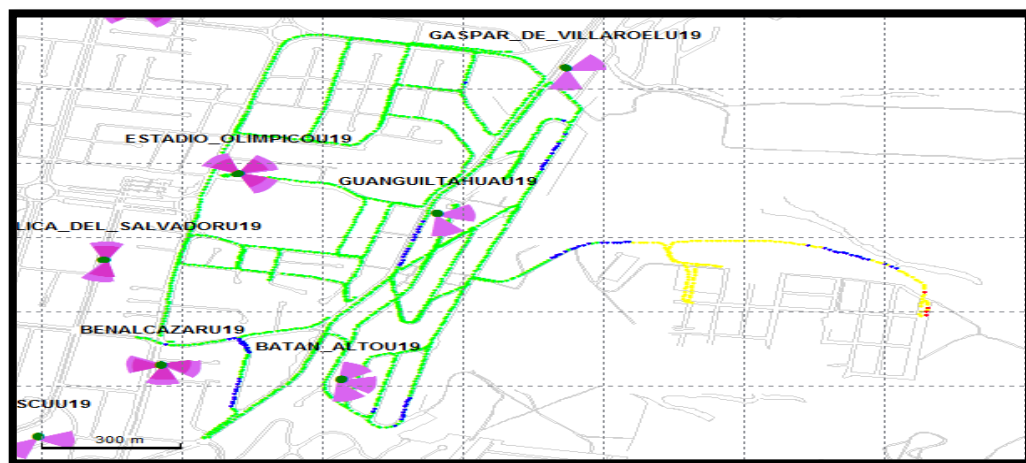 GASPAR_DE_VILLAROELU19
ESTADIO_OLIMPICOU19
GUANGUILTAHUAU19
LICA_DEL_SALVADORU19
BENALCAZARU19
BATAN_ALTOU19
SCUU19
300 m